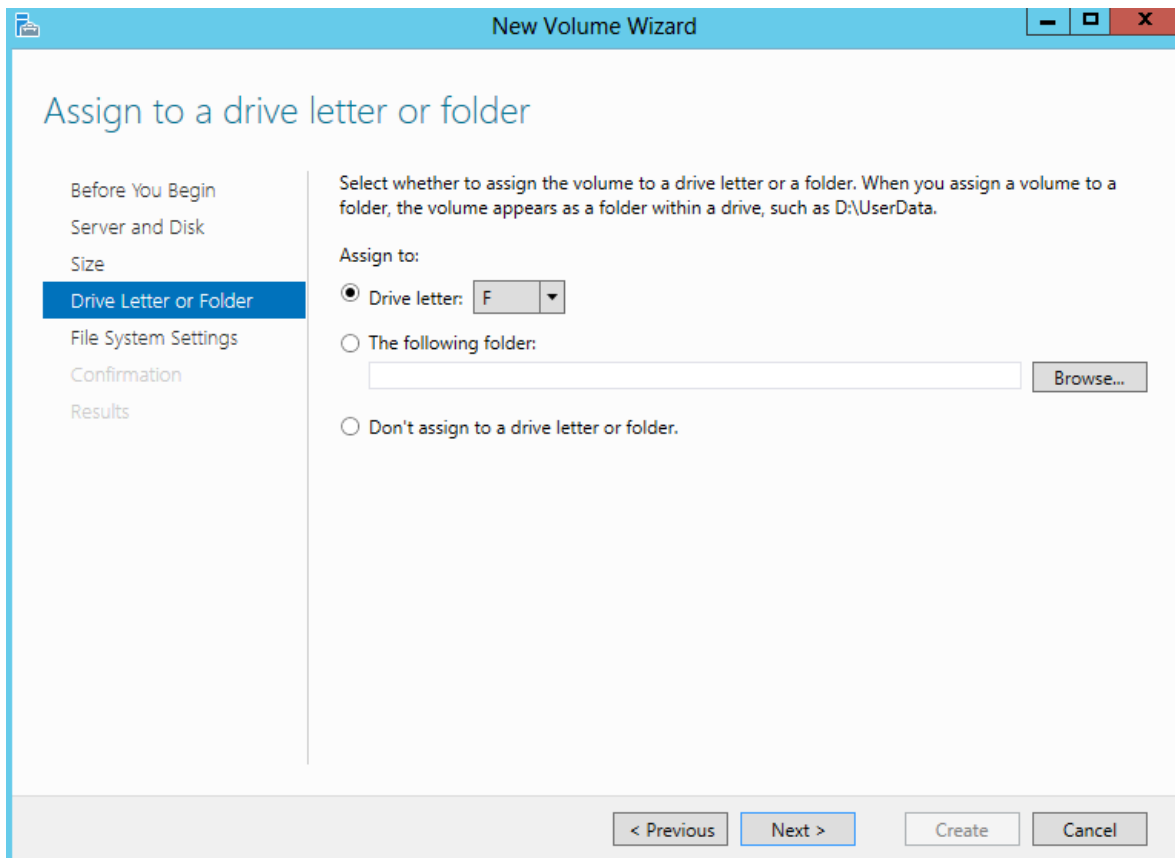 New Volume Wizard
Assign to a drive letter or folder
Before You Begin
Server and Disk
Size
Drive Letter or Folder
File System Settings
Confirmation
Results
Select whether to assign the volume to a drive letter or a folder. When you assign a volume to a
folder, the volume appears as a folder within a drive, such as D:\UserData.
Assign to:
Drive letter: F
The following folder:
Browse...
Don't assign to a drive letter or folder.
< Previous Next > Create Cancel